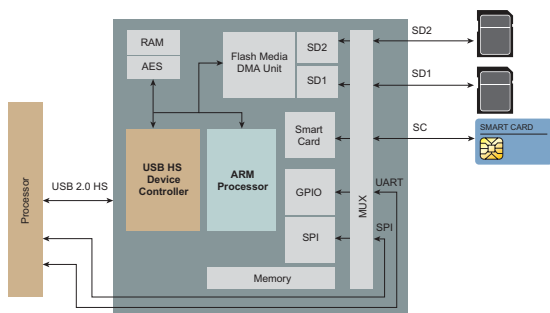 RAM
AES
Flash Media
DMA Unit
SD2
SD1
SD2
SD1
SMART CARD
Smart
Card
SC
USB HS
Device
Controller
ARM
Processor
GPIO
UART
SPI
SPI
MUX
Memory
USB 2.0 HS
Processor